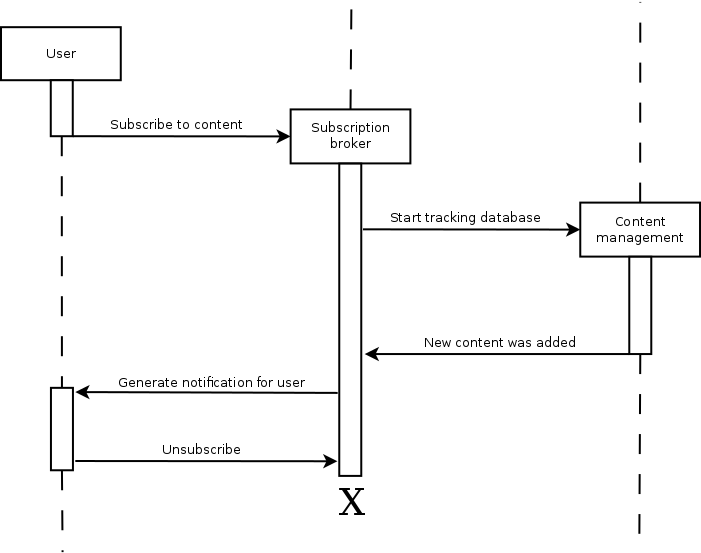 User
Subscribe to content
Subscription
broker
Start tracking database
Content
management
New content was added
Generate notification for user
Unsubscribe
X